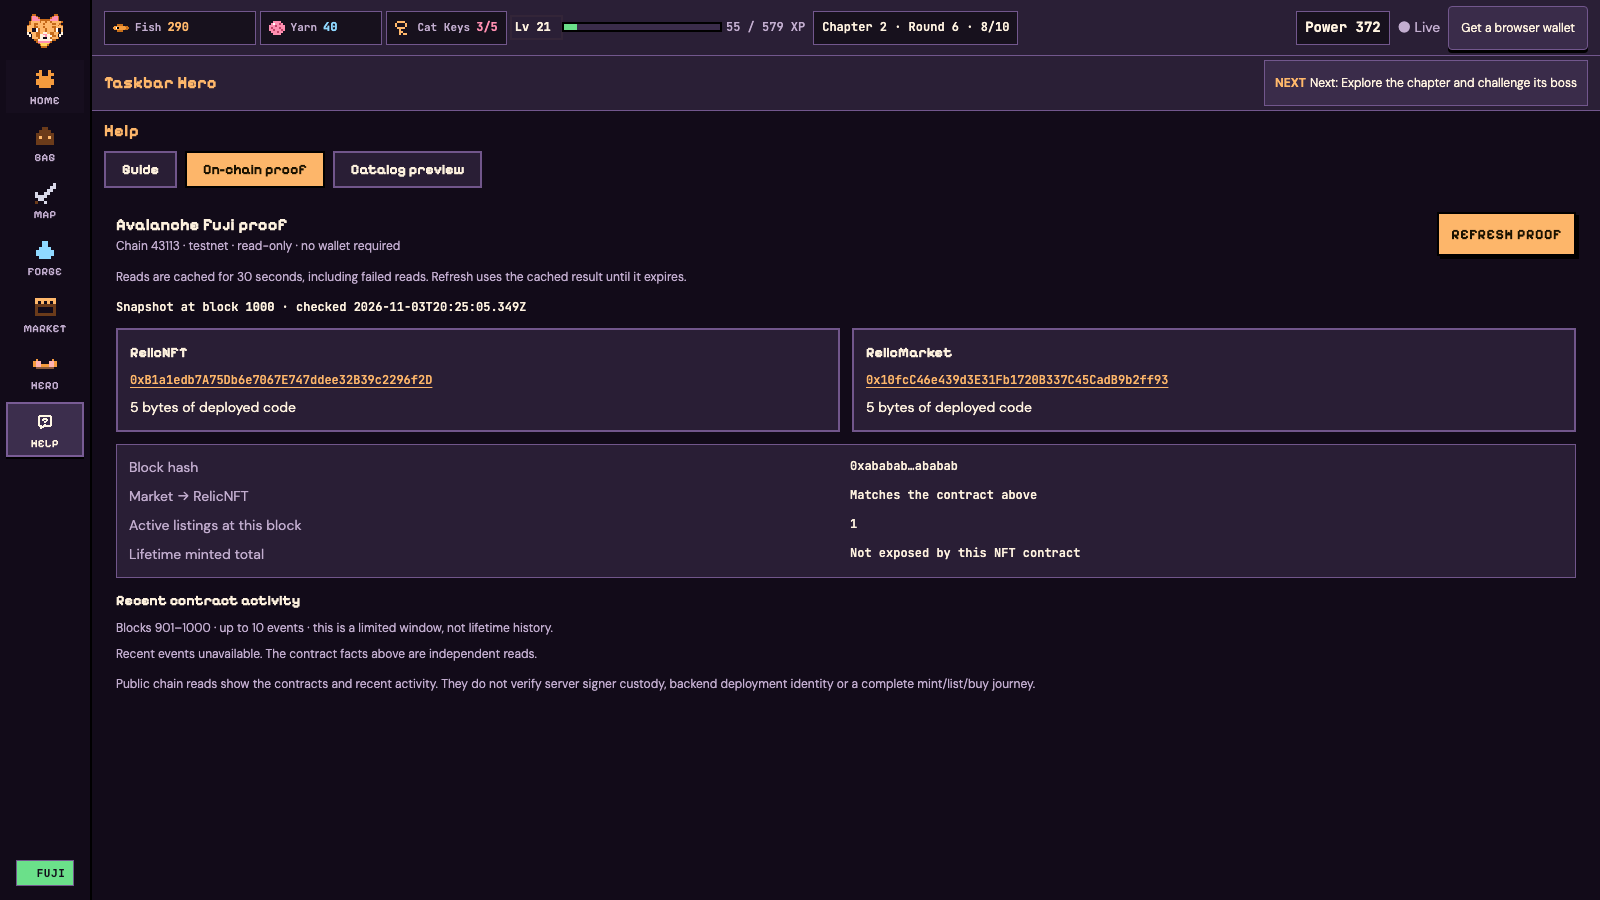 Fish 290
Yarn 40
Cat Keys 3/5
Lv 21
55 / 579 XP
Chapter 2 · Round 6 · 8/10
Power 372
Live
Get a browser wallet
HOME
BAG
MAP
FORGE
MARKET
HERO
HELP
FUJI
Taskbar Hero
NEXT Next: Explore the chapter and challenge its boss
Help
Guide
On-chain proof
Catalog preview
Avalanche Fuji proof
Chain 43113 · testnet · read-only · no wallet required
REFRESH PROOF
Reads are cached for 30 seconds, including failed reads. Refresh uses the cached result until it expires.
Snapshot at block 1000 · checked 2026-11-03T20:25:05.349Z
RelicNFT
0xB1a1edb7A75Db6e7067E747ddee32B39c2296f2D
5 bytes of deployed code
RelicMarket
0x10fcC46e439d3E31Fb1720B337C45CadB9b2ff93
5 bytes of deployed code
Block hash
0xababab…ababab
Market → RelicNFT
Matches the contract above
Active listings at this block
1
Lifetime minted total
Not exposed by this NFT contract
Recent contract activity
Blocks 901–1000 · up to 10 events · this is a limited window, not lifetime history.
Recent events unavailable. The contract facts above are independent reads.
Public chain reads show the contracts and recent activity. They do not verify server signer custody, backend deployment identity or a complete mint/list/buy journey.